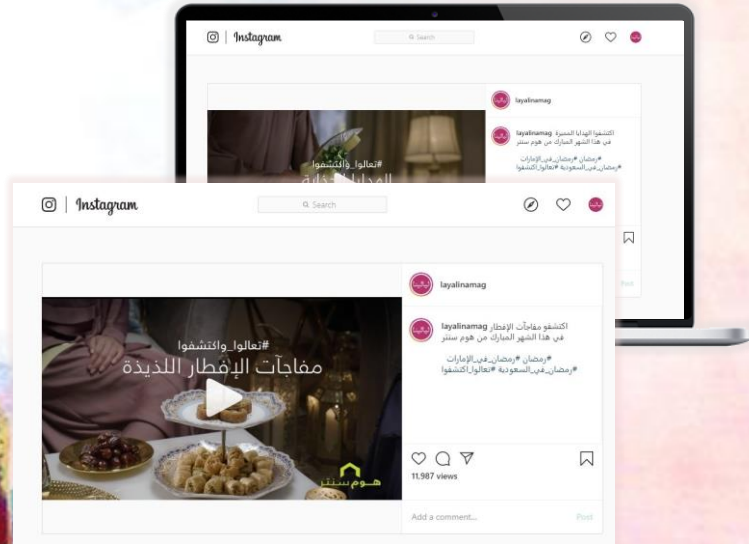 Instagram
Search
layalinamag
layalinamag اكتشفوا الهدايا المميزة
في هذا الشهر المبارك من هوم سنتر
#رمضان #رمضان_في_الإمارات
#رمضان_في_السعودية #تعالوا_اكتشفوا
#تعالوا_واكتشفوا
Post
Instagram
Search
layalinamag
layalinamag اكتشفو مفاجآت الإفطار
في هذا الشهر المبارك من هوم سنتر
#رمضان #رمضان_في_الإمارات
#رمضان_في_السعودية #تعالوا_اكتشفوا
#تعالوا_واكتشفوا
مفاجآت الإفطار اللذيذة
هوم سنتر
11,987 views
Add a comment...
Post